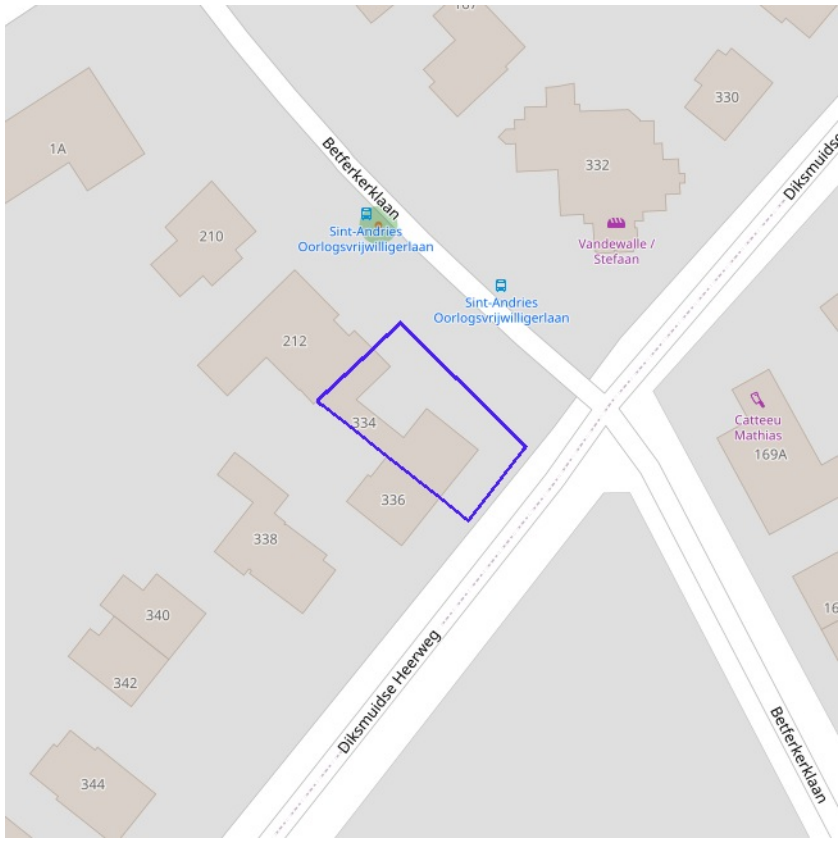 330
Diksmuidse
1A
332
Betferkerklaan
210
Sint-Andries
Oorlogsvrijwilligerlaan
Vandewalle /
Stefaan
Sint-Andries
Oorlogsvrijwilligerlaan
212
334
Catteeu
Mathias
169A
336
338
340
342
Diksmuidse Heerweg
Betferkerklaan
344